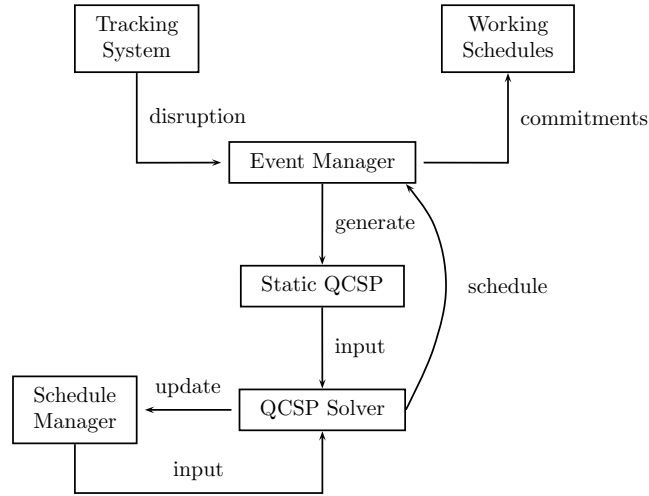 Tracking
System
Working
Schedules
disruption
commitments
Event Manager
generate
Static QCSP
schedule
input
Schedule
Manager
update
QCSP Solver
input